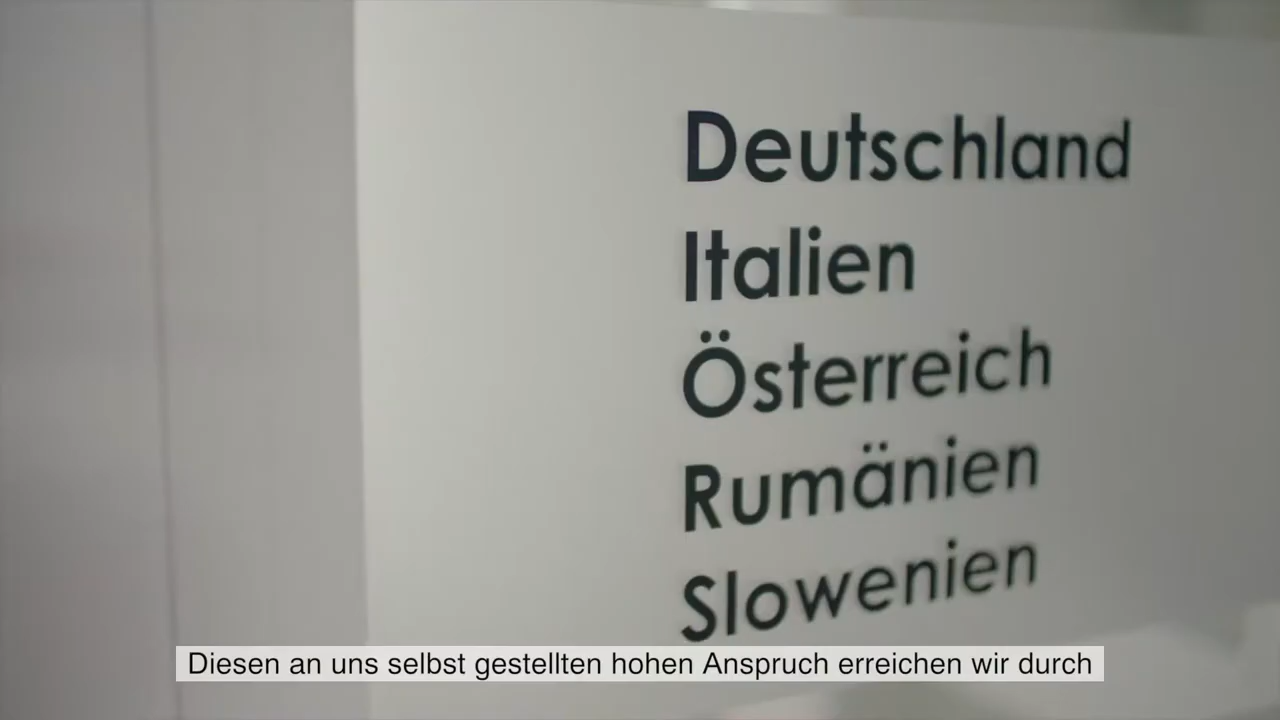 Deutschland
Italien
Österreich
Rumänien
Slowenien
Diesen an uns selbst gestellten hohen Anspruch erreichen wir durch